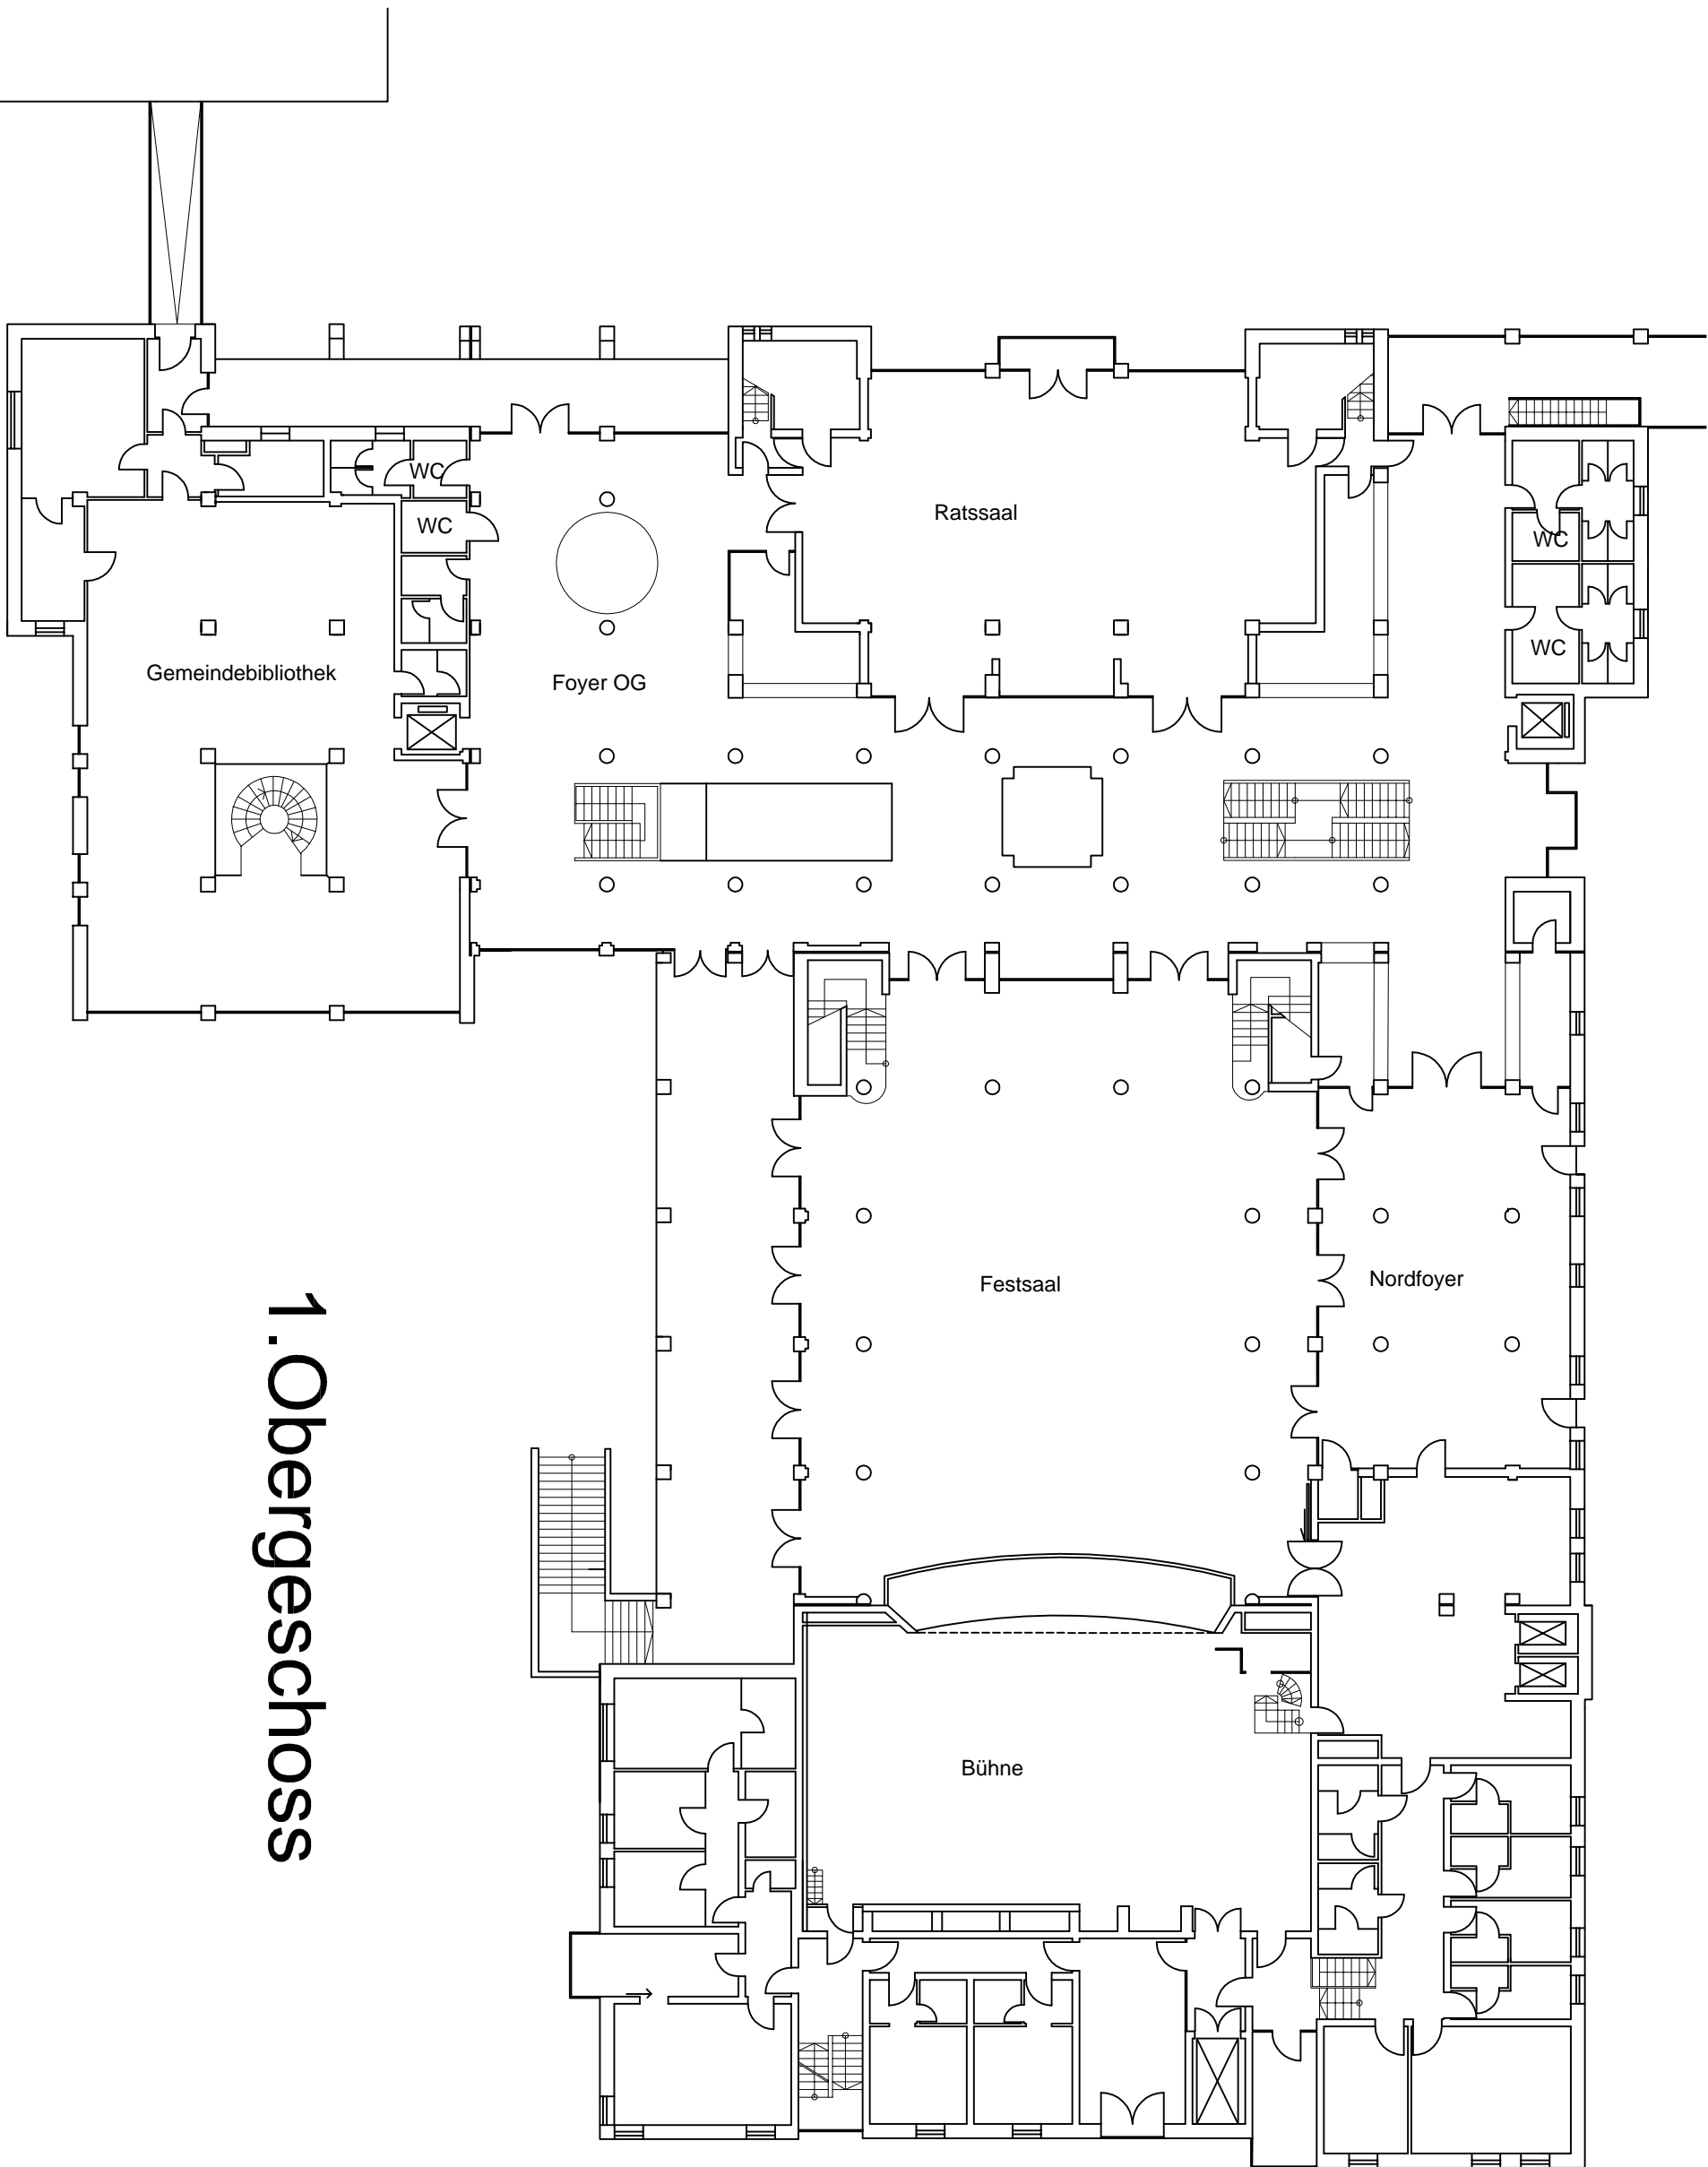 WC
WC
Ratssaal
WC
WC
Gemeindebibliothek
Foyer OG
Festsaal
Nordfoyer
1.Obergeschoss
Bühne